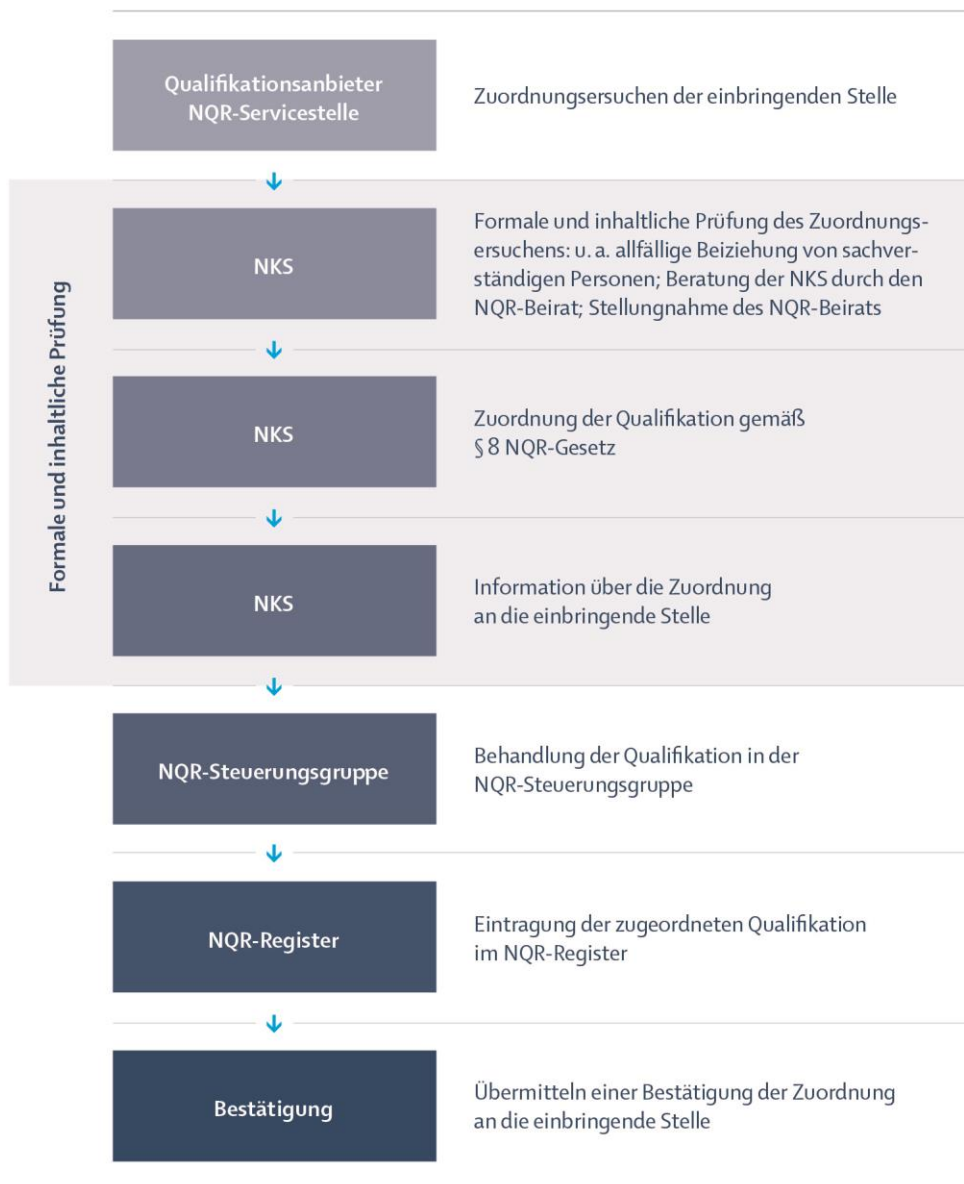 Qualifikationsanbieter
NQR-Servicestelle
Zuordnungsersuchen der einbringenden Stelle
Formale und inhaltliche Prüfung
NKS
Formale und inhaltliche Prüfung des Zuordnungs-
ersuchens: u. a. allfällige Beiziehung von sachver-
ständigen Personen; Beratung der NKS durch den
NQR-Beirat; Stellungnahme des NQR-Beirats
NKS
Zuordnung der Qualifikation gemäß
§ 8 NQR-Gesetz
NKS
Information über die Zuordnung
an die einbringende Stelle
NQR-Steuerungsgruppe
Behandlung der Qualifikation in der
NQR-Steuerungsgruppe
NQR-Register
Eintragung der zugeordneten Qualifikation
im NQR-Register
Bestätigung
Übermitteln einer Bestätigung der Zuordnung
an die einbringende Stelle